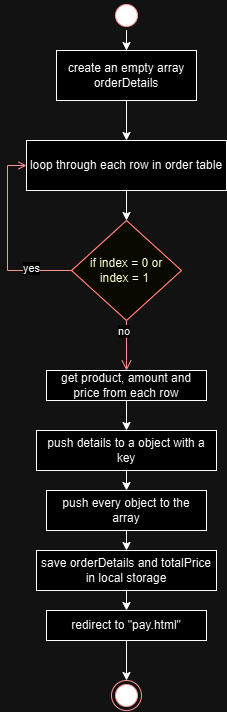 create an empty array
orderDetails
loop through each row in order table
if index = 0 or
index = 1
yes
no
get product, amount and
price from each row
push details to a object with a
key
push every object to the
array
save orderDetails and totalPrice
in local storage
redirect to "pay.html"